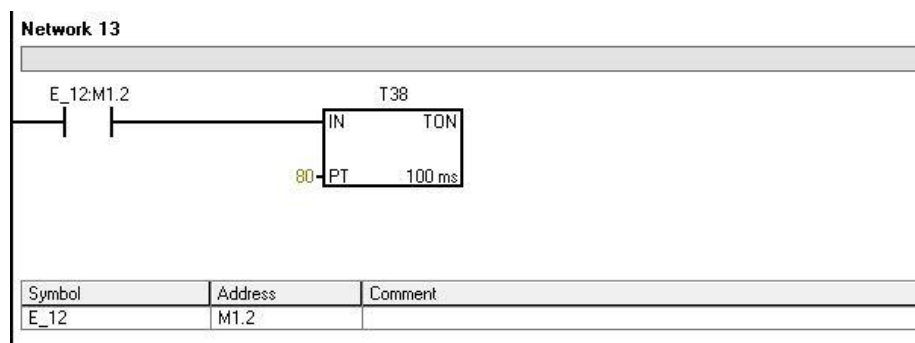 Network 13
E_12:M1.2
T38
IN TON
80 PT 100 ms
Symbol Address Comment
E_12 M1.2